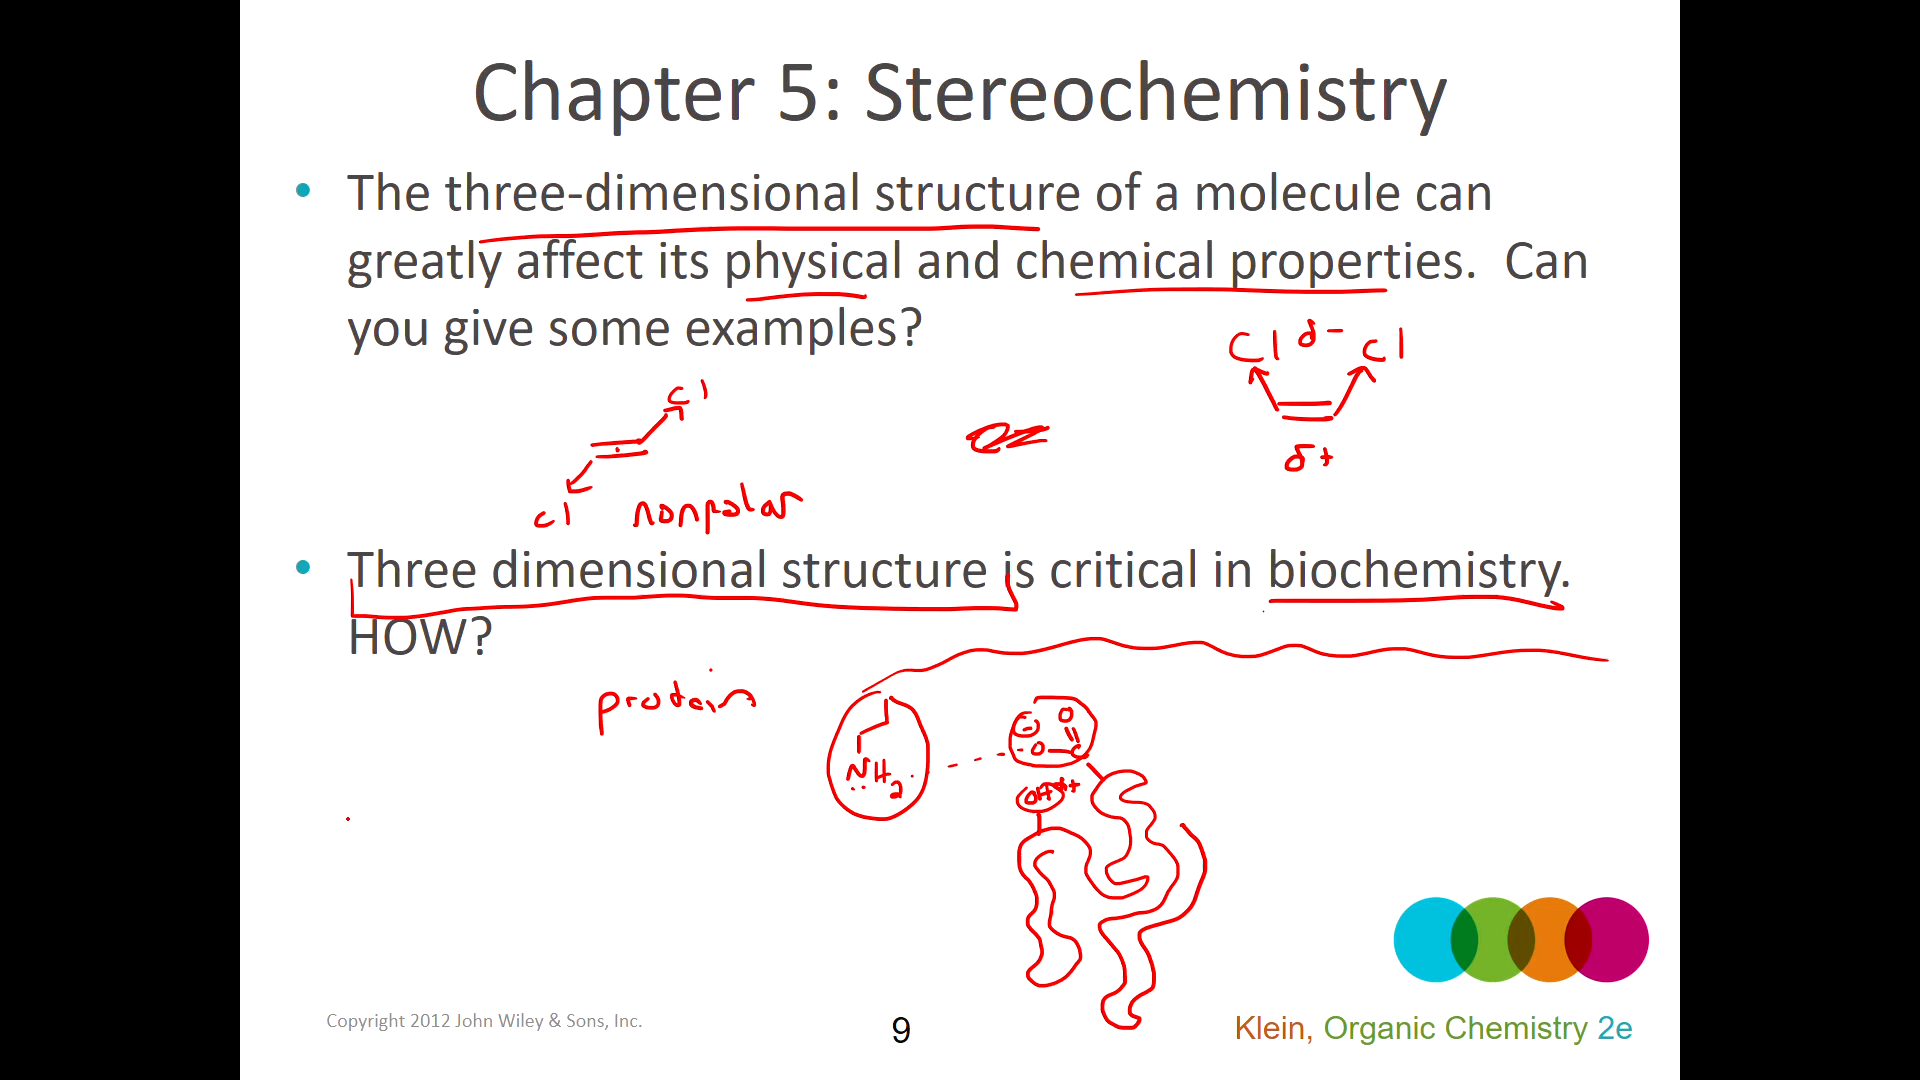 Chapter 5: Stereochemistry
• The three-dimensional structure of a molecule can
greatly affect its physical and chemical properties. Can
you give some examples?
Cl δ- Cl
δ+
Cl
Cl
nonpolar
• Three dimensional structure is critical in biochemistry.
HOW?
protein
NH2
- O
O-C
OH δ+
Copyright 2012 John Wiley & Sons, Inc.
9
Klein, Organic Chemistry 2e